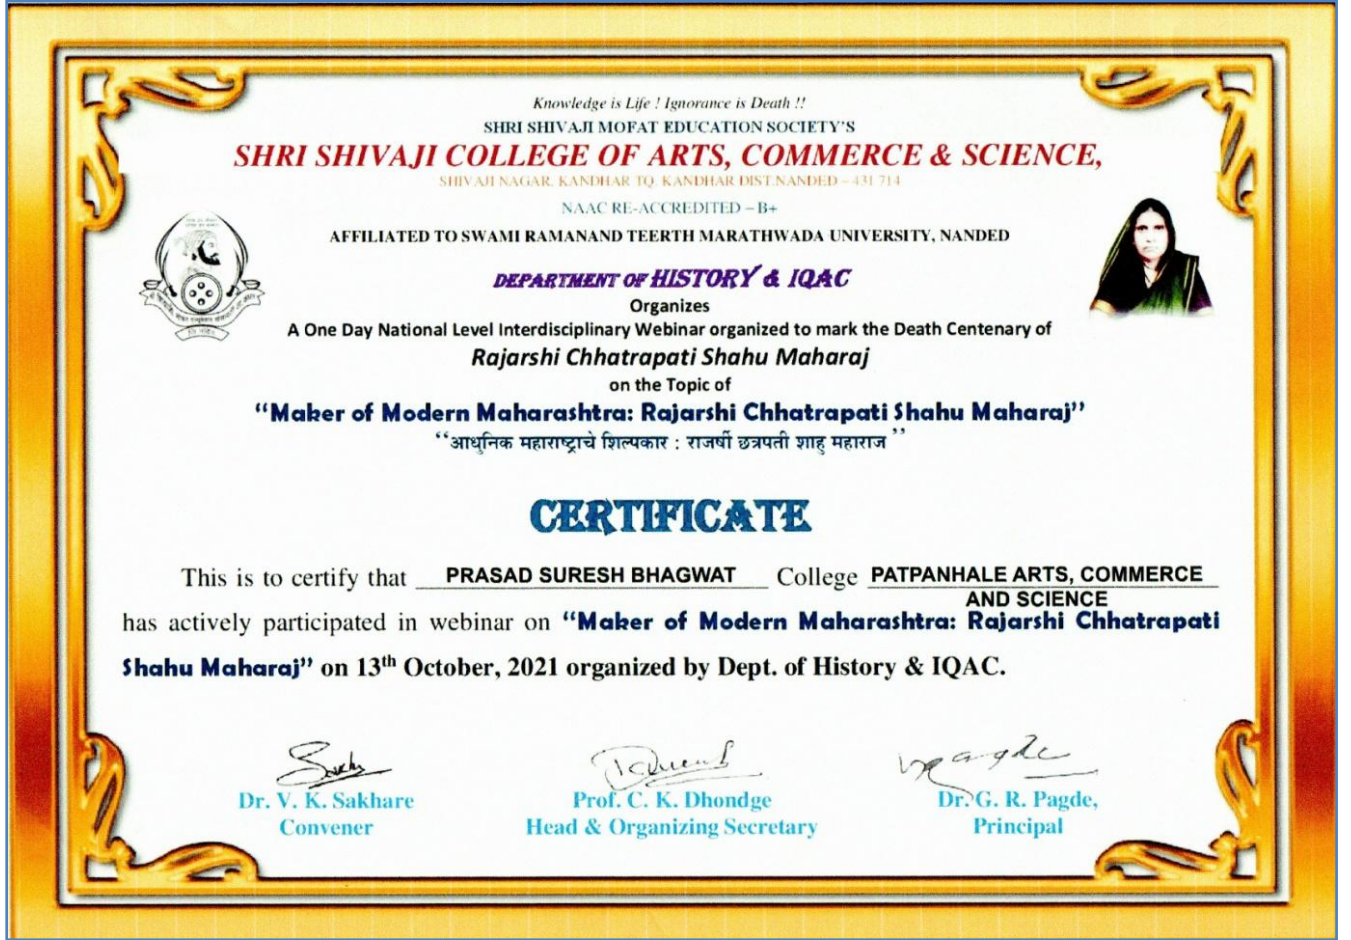 Knowledge is Life ! Ignorance is Death !!
SHRI SHIVAJI MOFAT EDUCATION SOCIETY'S
SHRI SHIVAJI COLLEGE OF ARTS, COMMERCE & SCIENCE,
SHIVAJI NAGAR, KANDHAR TQ. KANDHAR DIST.NANDED – 431 714
NAAC RE-ACCREDITED – B+
AFFILIATED TO SWAMI RAMANAND TEERTH MARATHWADA UNIVERSITY, NANDED
DEPARTMENT OF HISTORY & IQAC
Organizes
A One Day National Level Interdisciplinary Webinar organized to mark the Death Centenary of
Rajarshi Chhatrapati Shahu Maharaj
on the Topic of
“Maker of Modern Maharashtra: Rajarshi Chhatrapati Shahu Maharaj”
“आधुनिक महाराष्ट्राचे शिल्पकार : राजर्षी छत्रपती शाहु महाराज”
CERTIFICATE
This is to certify that PRASAD SURESH BHAGWAT College PATPANHALE ARTS, COMMERCE
AND SCIENCE
has actively participated in webinar on “Maker of Modern Maharashtra: Rajarshi Chhatrapati
Shahu Maharaj” on 13th October, 2021 organized by Dept. of History & IQAC.
Dr. V. K. Sakhare
Convener
Prof. C. K. Dhondge
Head & Organizing Secretary
Dr. G. R. Pagde,
Principal